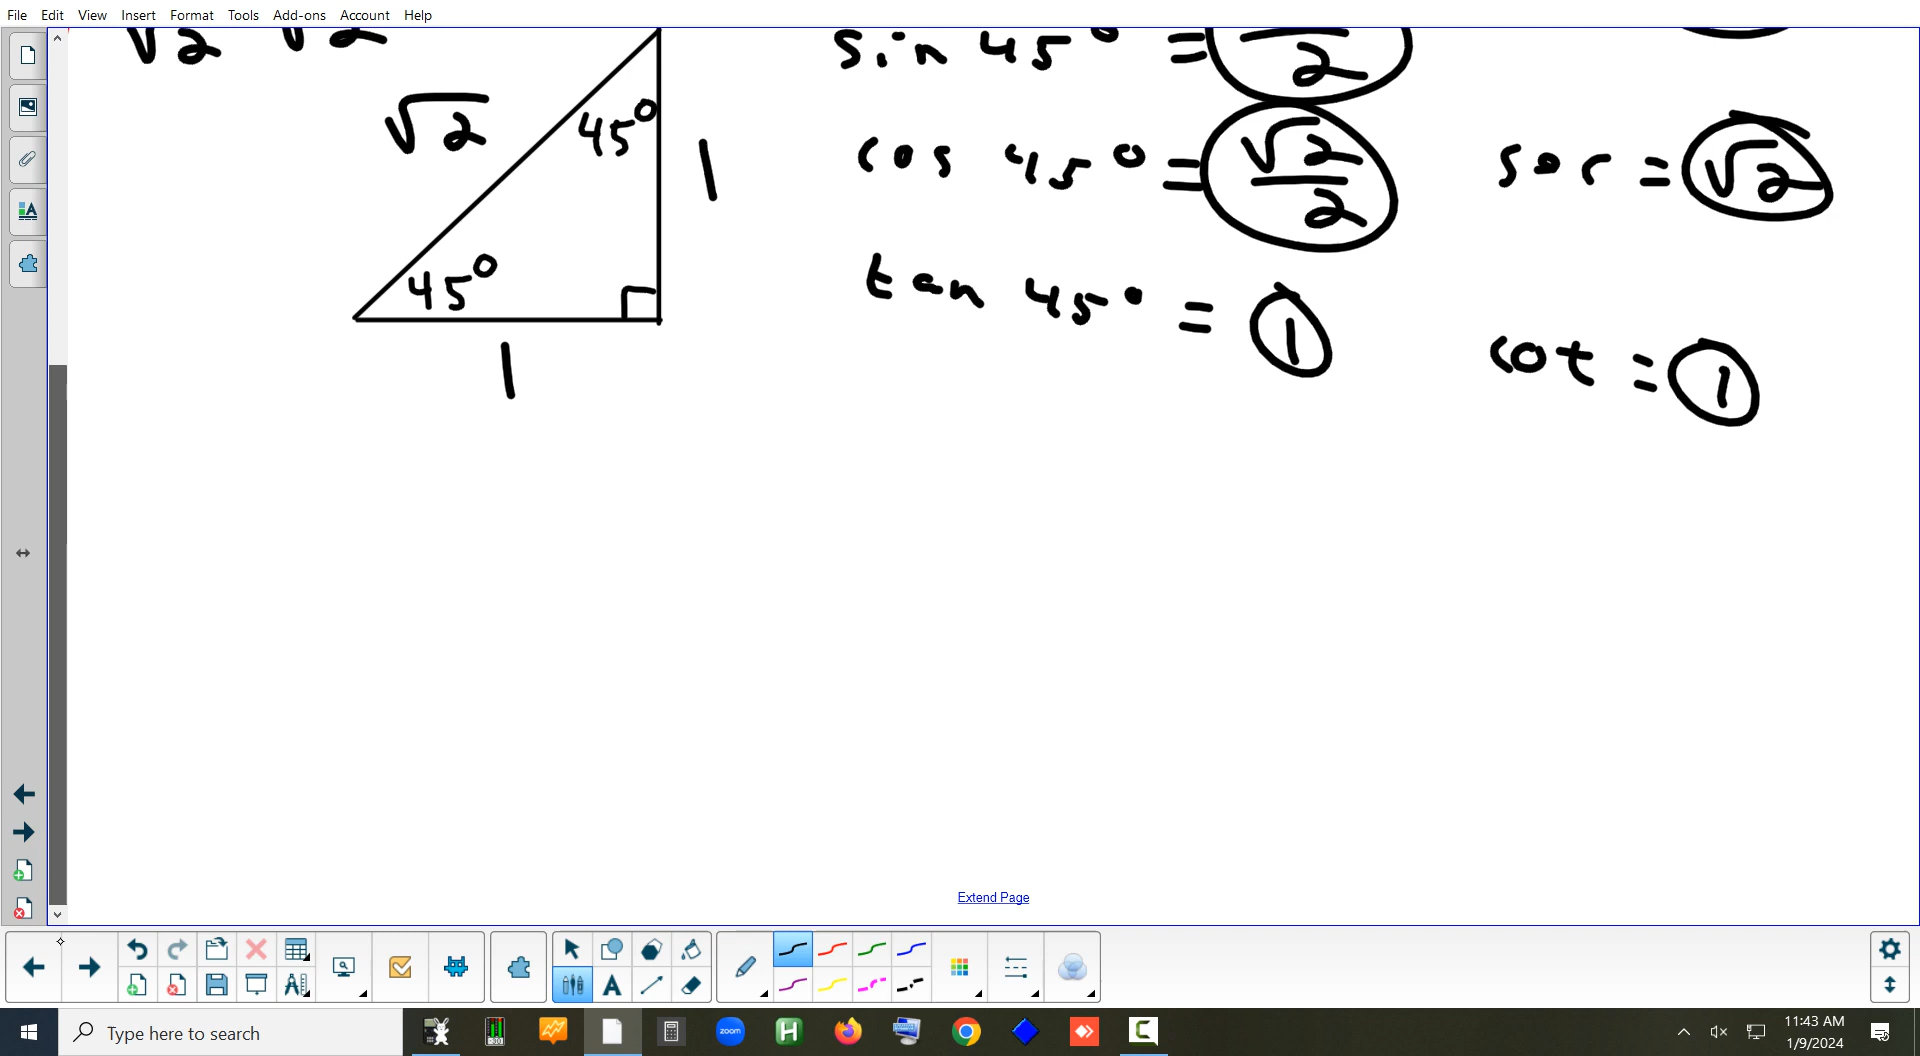 File Edit View Insert Format Tools Add-ons Account Help
√2 √2
sin 45° = 2
√2 45° 1
cos 45° = √2/2
sec = √2
45°
tan 45° = 1
cot = 1
1
Extend Page
A
Type here to search
zoom
H
11:43 AM
1/9/2024